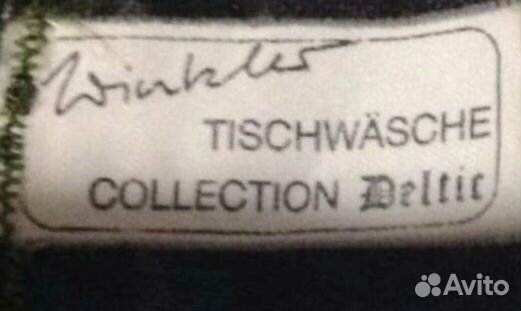 Winkler
TISCHWÄSCHE
COLLECTION Deltic
Avito